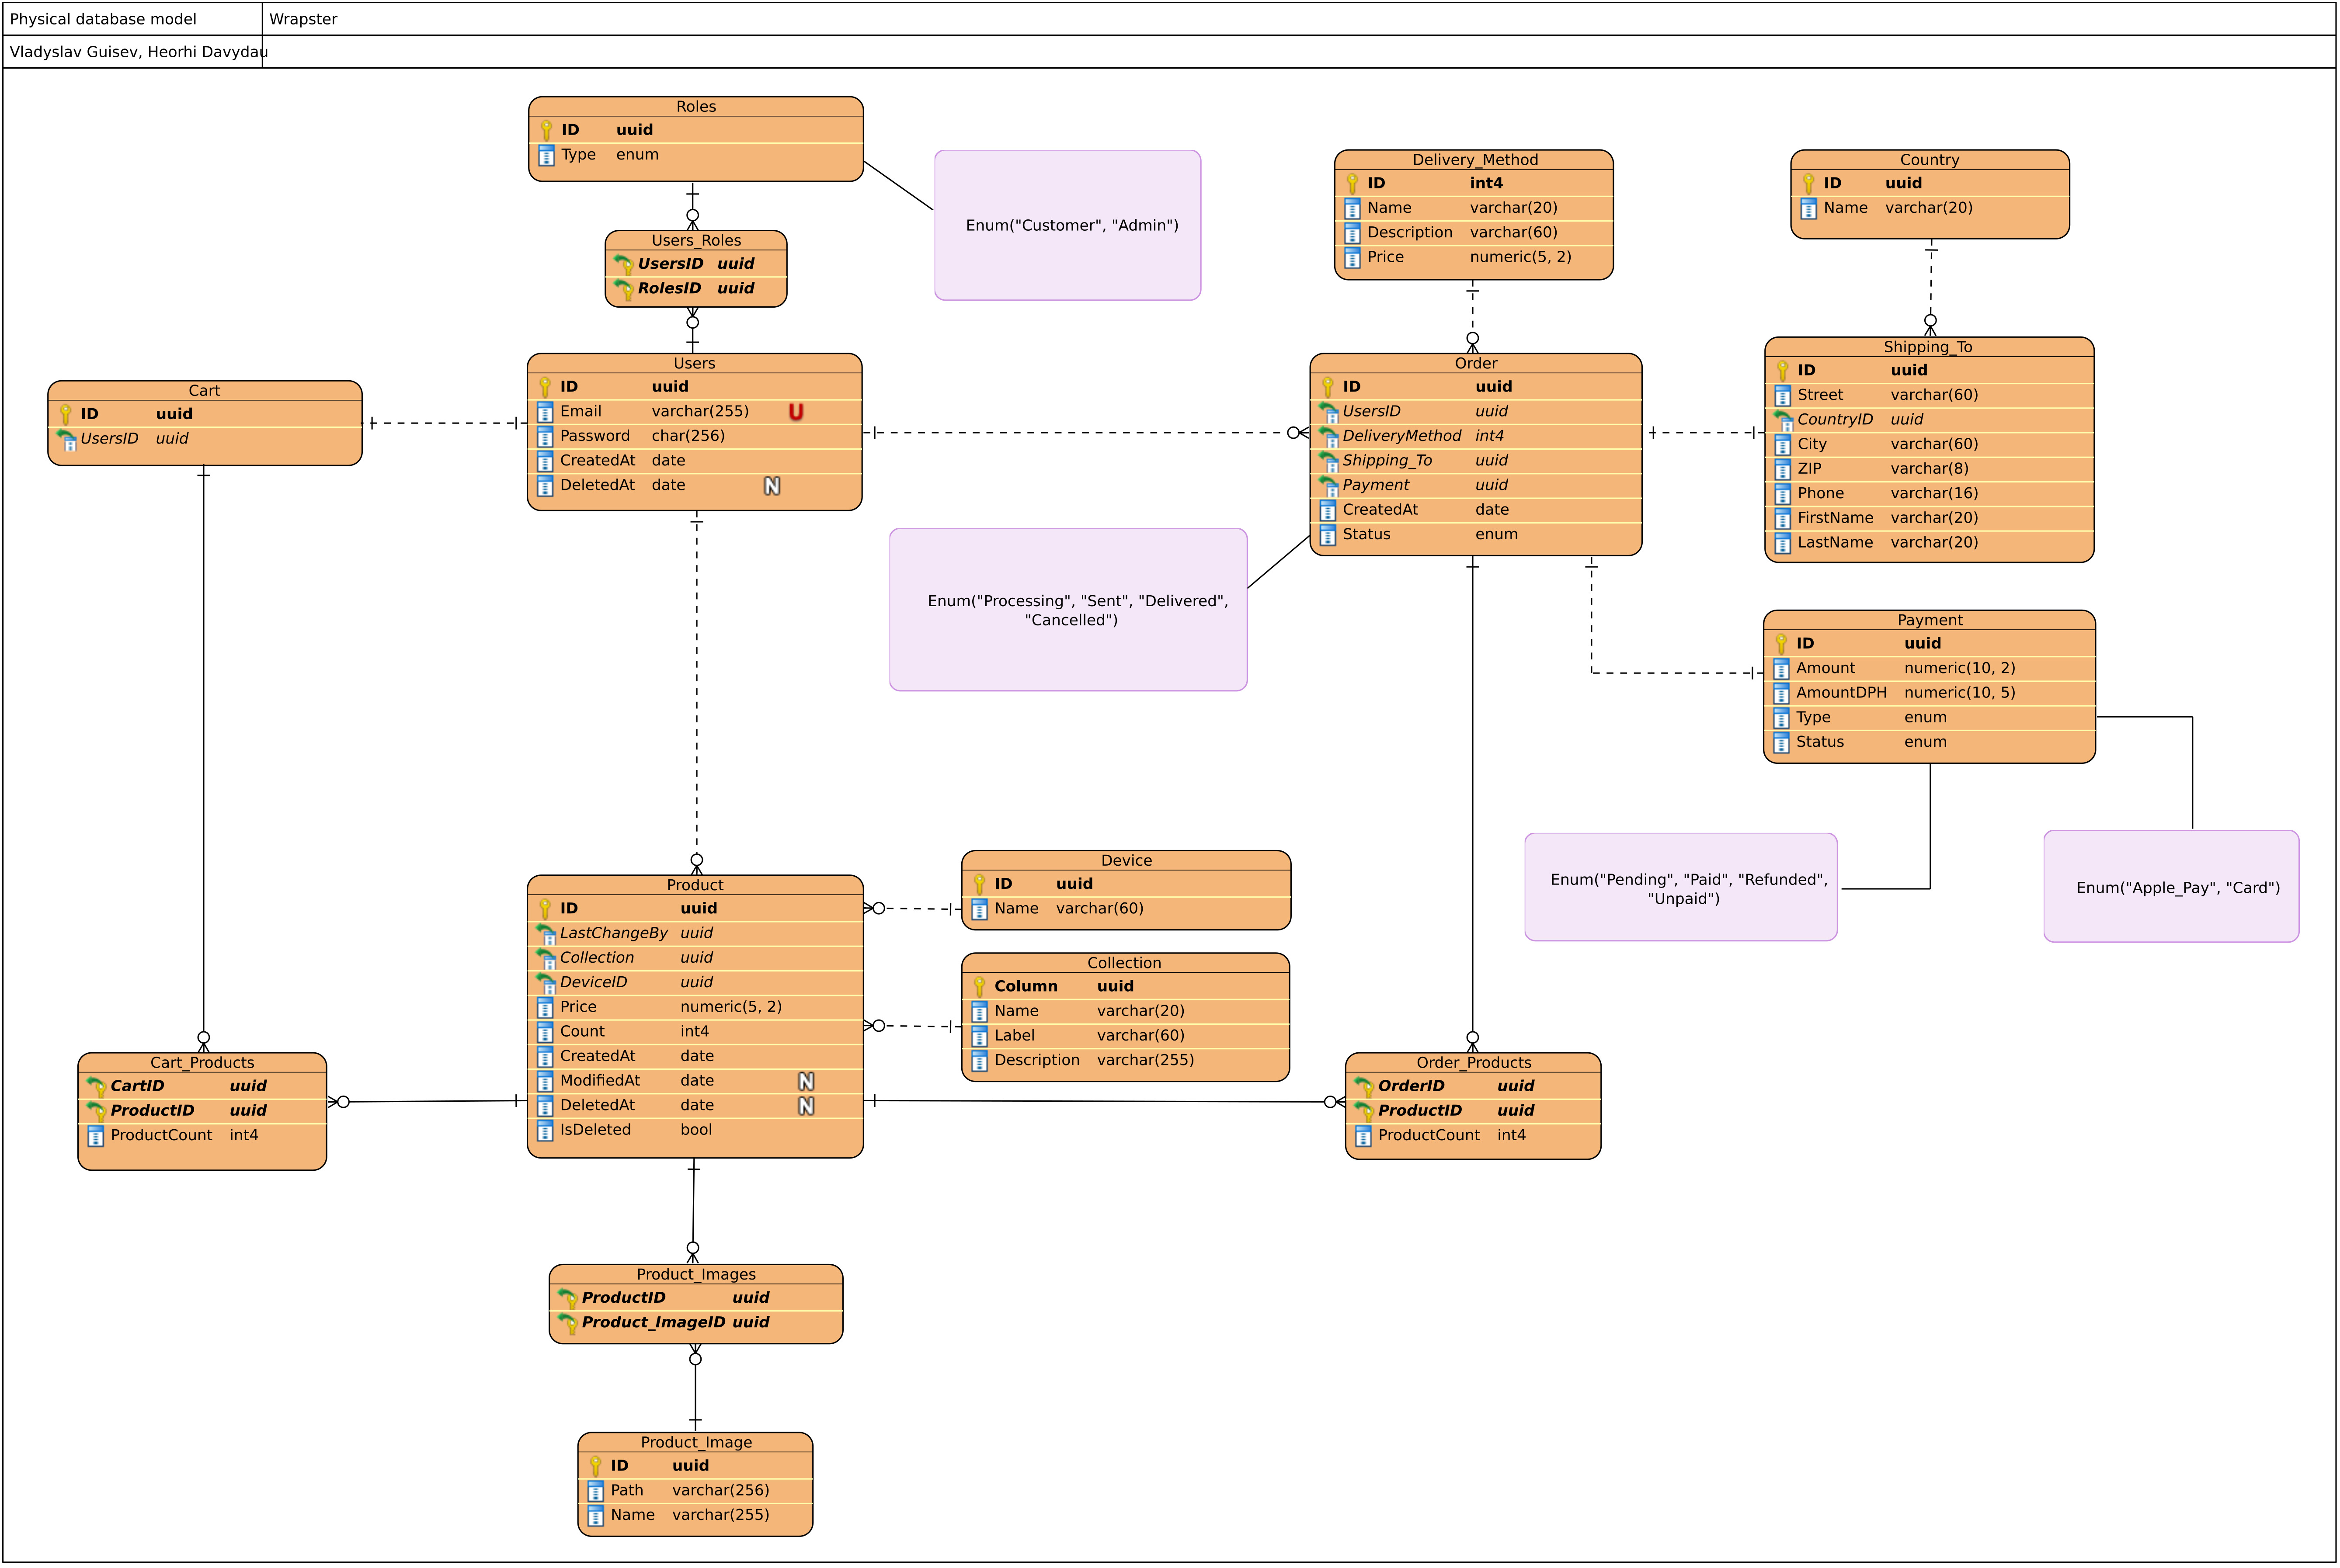 Physical database model Wrapster
Vladyslav Guisev, Heorhi Davydau
Roles
ID uuid
Type enum
Enum("Customer", "Admin")
Users_Roles
UsersID uuid
RolesID uuid
Delivery_Method
ID int4
Name varchar(20)
Description varchar(60)
Price numeric(5, 2)
Country
ID uuid
Name varchar(20)
Cart
ID uuid
UsersID uuid
Users
ID uuid
Email varchar(255) U
Password char(256)
CreatedAt date
DeletedAt date N
Order
ID uuid
UsersID uuid
DeliveryMethod int4
Shipping_To uuid
Payment uuid
CreatedAt date
Status enum
Shipping_To
ID uuid
Street varchar(60)
CountryID uuid
City varchar(60)
ZIP varchar(8)
Phone varchar(16)
FirstName varchar(20)
LastName varchar(20)
Enum("Processing", "Sent", "Delivered",
"Cancelled")
Payment
ID uuid
Amount numeric(10, 2)
AmountDPH numeric(10, 5)
Type enum
Status enum
Enum("Pending", "Paid", "Refunded",
"Unpaid")
Enum("Apple_Pay", "Card")
Product
ID uuid
LastChangeBy uuid
Collection uuid
DeviceID uuid
Price numeric(5, 2)
Count int4
CreatedAt date
ModifiedAt date N
DeletedAt date N
IsDeleted bool
Device
ID uuid
Name varchar(60)
Collection
Column uuid
Name varchar(20)
Label varchar(60)
Description varchar(255)
Cart_Products
CartID uuid
ProductID uuid
ProductCount int4
Order_Products
OrderID uuid
ProductID uuid
ProductCount int4
Product_Images
ProductID uuid
Product_ImageID uuid
Product_Image
ID uuid
Path varchar(256)
Name varchar(255)